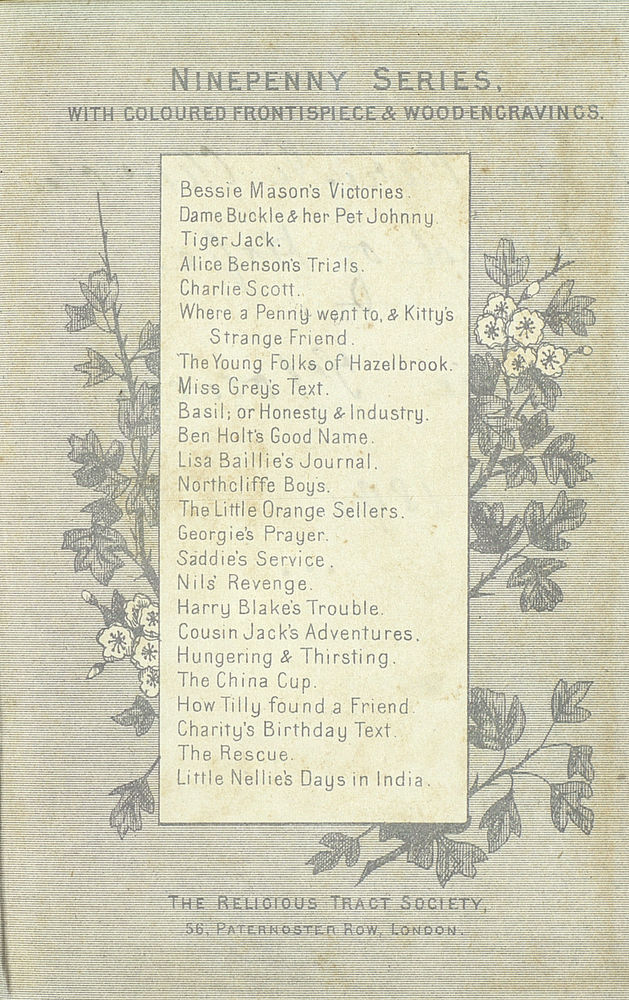 NINEPENNY SERIES,
WITH COLOURED FRONTISPIECE & WOODENGRAVINGS.
Bessie Mason's Victories.
Dame Buckle & her Pet Johnny.
Tiger Jack.
Alice Benson's Trials.
Charlie Scott.
Where a Penny went to, & Kitty's
Strange Friend.
The Young Folks of Hazelbrook.
Miss Grey's Text.
Basil; or Honesty & Industry.
Ben Holt's Good Name.
Lisa Baillie's Journal.
Northcliffe Boys.
The Little Orange Sellers.
Georgie's Prayer.
Saddie's Service.
Nils' Revenge.
Harry Blake's Trouble.
Cousin Jack's Adventures.
Hungering & Thirsting.
The China Cup.
How Tilly found a Friend.
Charity's Birthday Text.
The Rescue.
Little Nellie's Days in India.
THE RELIGIOUS TRACT SOCIETY,
56, PATERNOSTER ROW, LONDON.